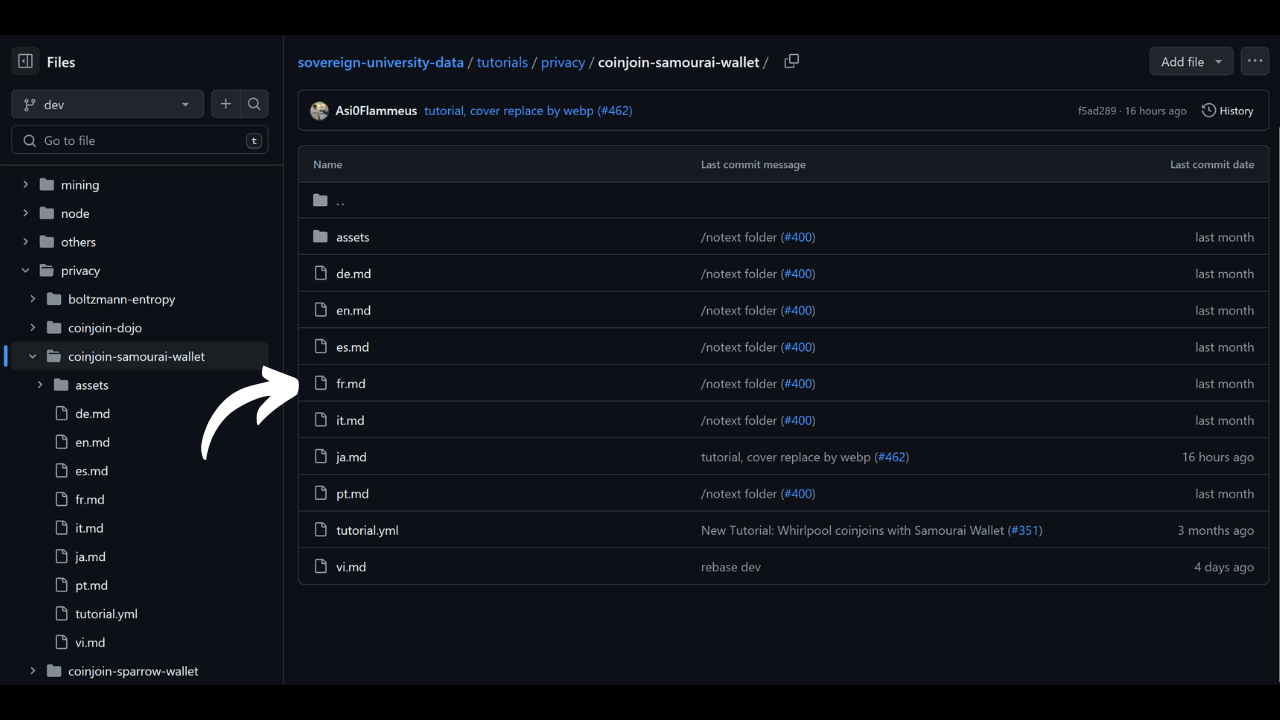 Files
dev
Go to file
t
mining
node
others
privacy
boltzmann-entropy
coinjoin-dojo
coinjoin-samourai-wallet
assets
de.md
en.md
es.md
fr.md
it.md
ja.md
pt.md
tutorial.yml
vi.md
coinjoin-sparrow-wallet
sovereign-university-data / tutorials / privacy / coinjoin-samourai-wallet /
Add file
Asi0Flammeus tutorial, cover replace by webp (#462)
f5ad289 · 16 hours ago History
Name Last commit message Last commit date
..
assets /notext folder (#400) last month
de.md /notext folder (#400) last month
en.md /notext folder (#400) last month
es.md /notext folder (#400) last month
fr.md /notext folder (#400) last month
it.md /notext folder (#400) last month
ja.md tutorial, cover replace by webp (#462) 16 hours ago
pt.md /notext folder (#400) last month
tutorial.yml New Tutorial: Whirlpool coinjoins with Samourai Wallet (#351) 3 months ago
vi.md rebase dev 4 days ago